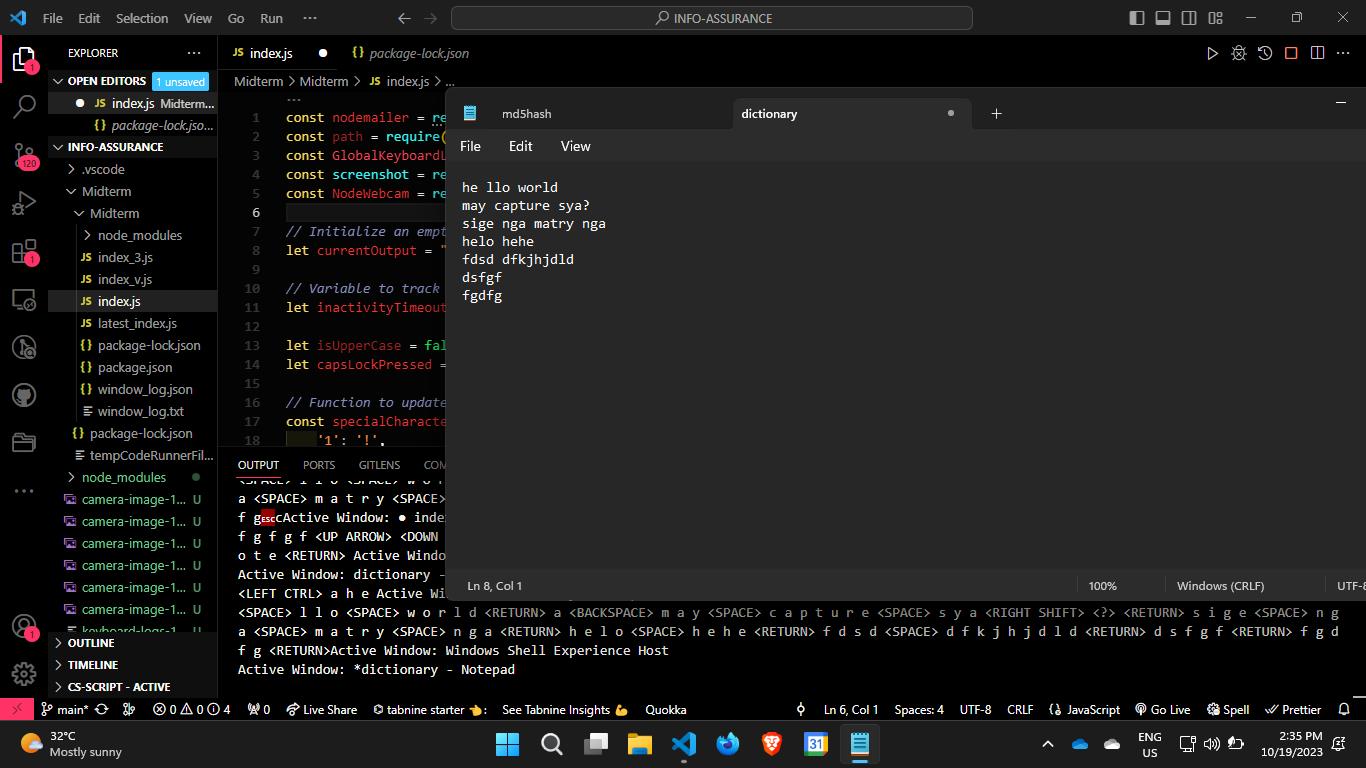 File Edit Selection View Go Run ··· INFO-ASSURANCE
EXPLORER
OPEN EDITORS 1 unsaved
● JS index.js Midterm...
{} package-lock.jso...
INFO-ASSURANCE
.vscode
Midterm
Midterm
node_modules
JS index_3.js
JS index_v.js
JS index.js
JS latest_index.js
{} package-lock.json
{} package.json
{} window_log.json
window_log.txt
{} package-lock.json
tempCodeRunnerFil...
node_modules
camera-image-1... U
camera-image-1... U
camera-image-1... U
camera-image-1... U
camera-image-1... U
camera-image-1... U
keyboard-logs-1... U
OUTLINE
TIMELINE
CS-SCRIPT - ACTIVE
1
120
1
1
JS index.js ● {} package-lock.json
Midterm > Midterm > JS index.js > ...
1 const nodemailer = re
2 const path = require(
3 const GlobalKeyboardL
4 const screenshot = re
5 const NodeWebcam = re
6
7 // Initialize an empt
8 let currentOutput = "
9
10 // Variable to track
11 let inactivityTimeout
12
13 let isUpperCase = fal
14 let capsLockPressed =
15
16 // Function to update
17 const specialCharacte
18 '1': '!',
md5hash dictionary ● +
File Edit View
he llo world
may capture sya?
sige nga matry nga
helo hehe
fdsd dfkjhjdld
dsfgf
fgdfg
Ln 8, Col 1 100% Windows (CRLF) UTF-8
OUTPUT PORTS GITLENS COM
<SPACE> l l o <SPACE> w o r
a <SPACE> m a t r y <SPACE>
f gESCcActive Window: ● inde
f g f g f <UP ARROW> <DOWN
o t e <RETURN> Active Windo
Active Window: dictionary -
<LEFT CTRL> a h e Active Wi
<SPACE> l l o <SPACE> w o r l d <RETURN> a <BACKSPACE> m a y <SPACE> c a p t u r e <SPACE> s y a <RIGHT SHIFT> <?> <RETURN> s i g e <SPACE> n g
a <SPACE> m a t r y <SPACE> n g a <RETURN> h e l o <SPACE> h e h e <RETURN> f d s d <SPACE> d f k j h j d l d <RETURN> d s f g f <RETURN> f g d
f g <RETURN>Active Window: Windows Shell Experience Host
Active Window: *dictionary - Notepad
main* 0 0 4 0 Live Share tabnine starter 👈: See Tabnine Insights 💪 Quokka Ln 6, Col 1 Spaces: 4 UTF-8 CRLF {} JavaScript Go Live Spell Prettier
32°C
Mostly sunny
31
ENG
US
2:35 PM
10/19/2023